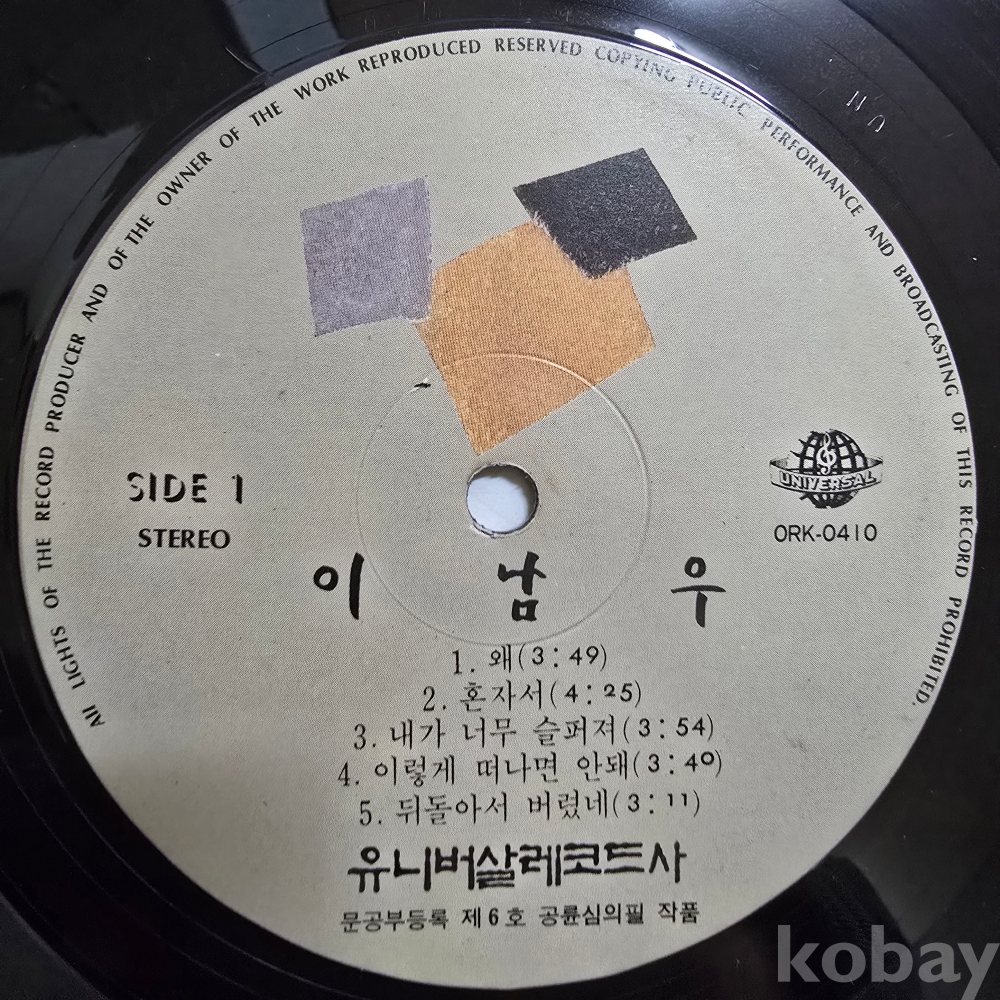 All LIGHTS OF THE RECORD PRODUCER AND OF THE OWNER OF THE WORK REPRODUCED RESERVED COPYING PUBLIC PERFORMANCE AND BROADCASTING OF THIS RECORD PROHIBITED.
SIDE 1
STEREO
UNIVERSAL
ORK-0410
이 남 우
1. 왜(3:49)
2. 혼자서(4:25)
3. 내가 너무 슬퍼져(3:54)
4. 이렇게 떠나면 안돼(3:40)
5. 뒤돌아서 버렸네(3:11)
유니버살레코드사
문공부등록 제6호 공륜심의필 작품
kobay